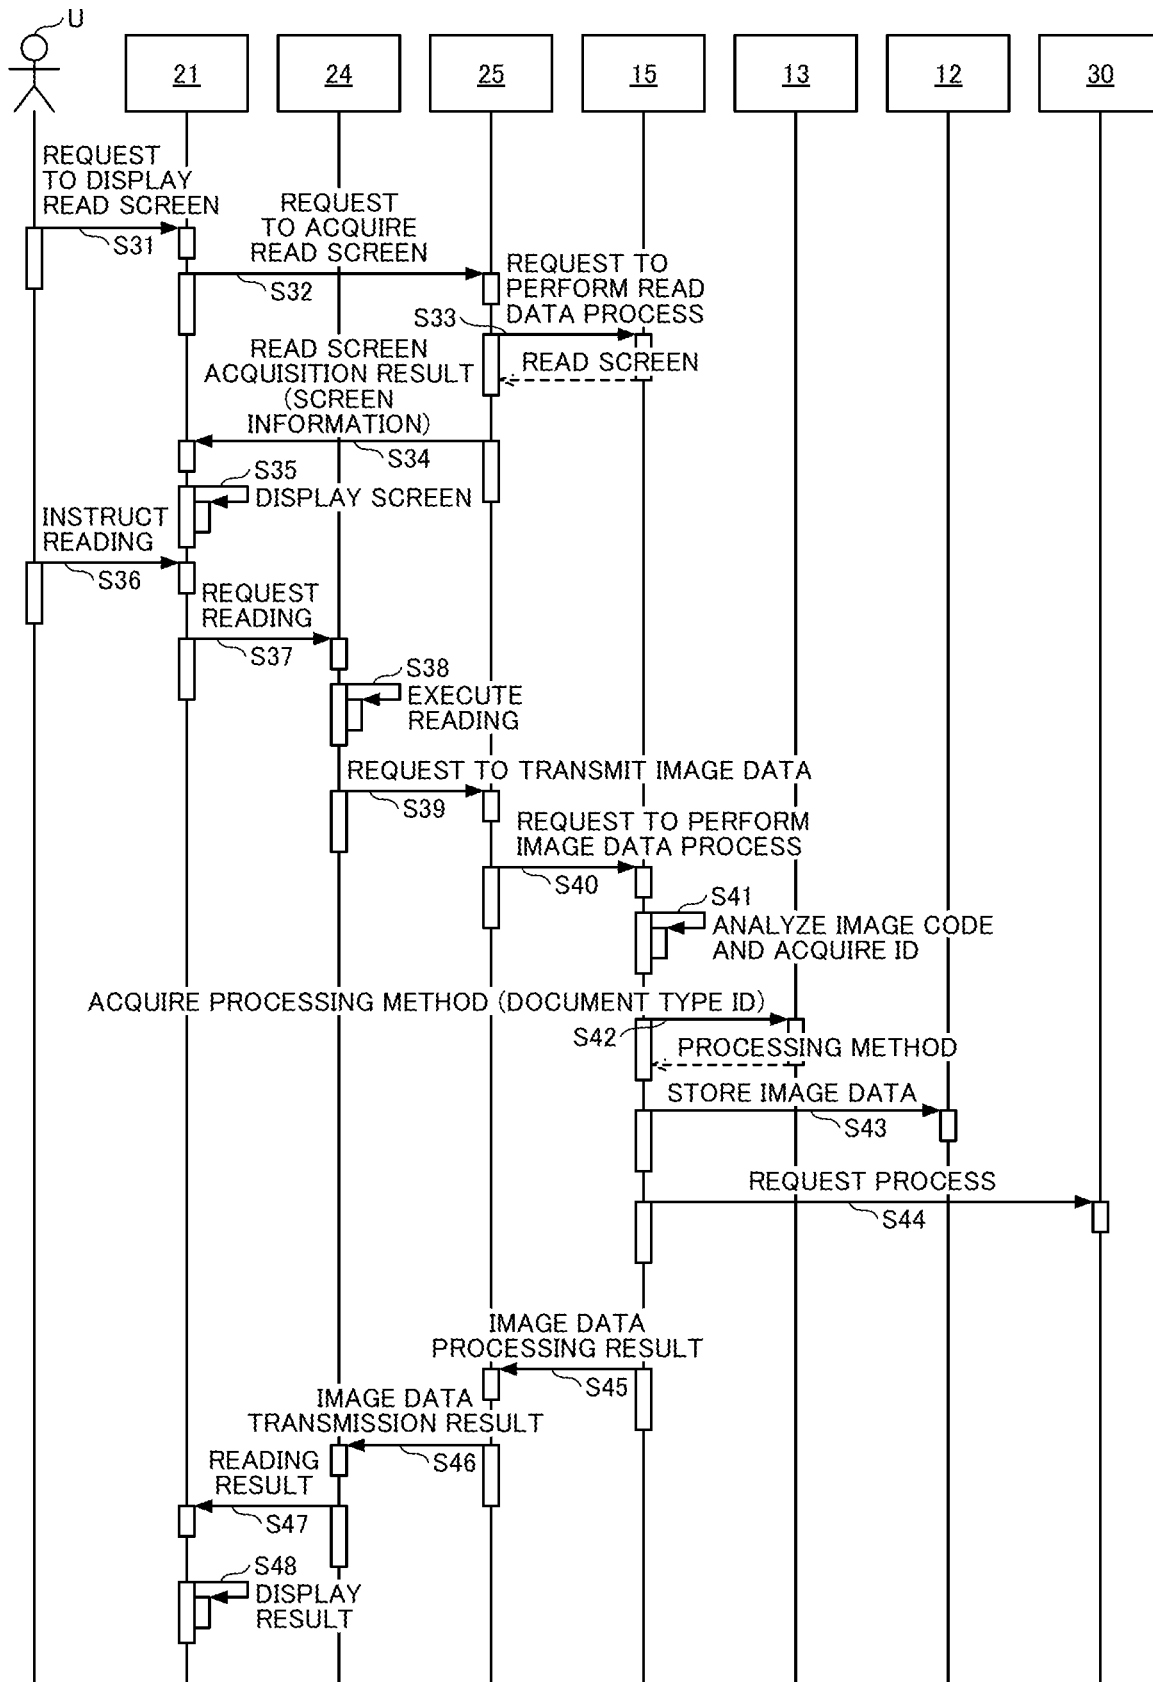 U
21
24
25
15
13
12
30
REQUEST
TO DISPLAY
READ SCREEN
S31
REQUEST
TO ACQUIRE
READ SCREEN
S32
REQUEST TO
PERFORM READ
DATA PROCESS
S33
READ SCREEN
READ SCREEN
ACQUISITION RESULT
(SCREEN
INFORMATION)
S34
S35
DISPLAY SCREEN
INSTRUCT
READING
S36
REQUEST
READING
S37
S38
EXECUTE
READING
REQUEST TO TRANSMIT IMAGE DATA
S39
REQUEST TO PERFORM
IMAGE DATA PROCESS
S40
S41
ANALYZE IMAGE CODE
AND ACQUIRE ID
ACQUIRE PROCESSING METHOD (DOCUMENT TYPE ID)
S42
PROCESSING METHOD
STORE IMAGE DATA
S43
REQUEST PROCESS
S44
IMAGE DATA
PROCESSING RESULT
S45
IMAGE DATA
TRANSMISSION RESULT
S46
READING
RESULT
S47
S48
DISPLAY
RESULT